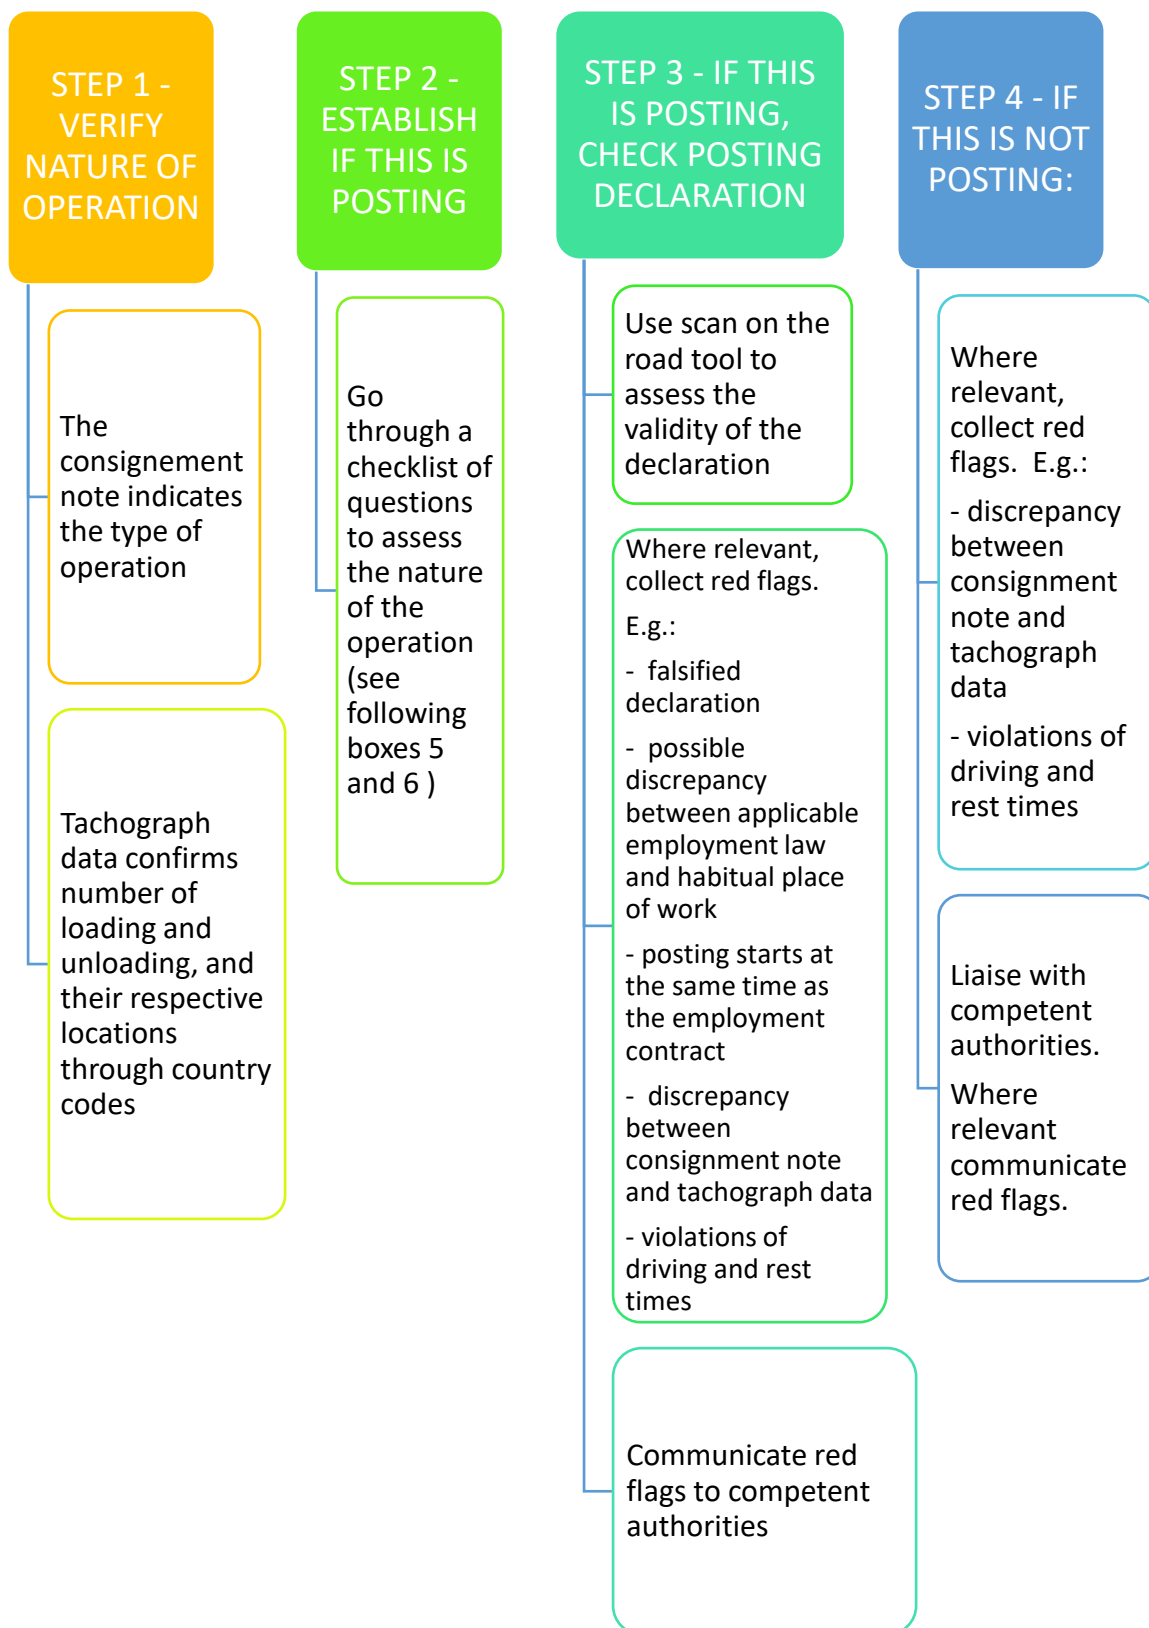 STEP 1 -
VERIFY
NATURE OF
OPERATION
The
consignement
note indicates
the type of
operation
Tachograph
data confirms
number of
loading and
unloading, and
their respective
locations
through country
codes
STEP 2 -
ESTABLISH
IF THIS IS
POSTING
Go
through a
checklist of
questions
to assess
the nature
of the
operation
(see
following
boxes 5
and 6 )
STEP 3 - IF THIS
IS POSTING,
CHECK POSTING
DECLARATION
Use scan on the
road tool to
assess the
validity of the
declaration
Where relevant,
collect red flags.
E.g.:
- falsified
declaration
- possible
discrepancy
between applicable
employment law
and habitual place
of work
- posting starts at
the same time as
the employment
contract
- discrepancy
between
consignment note
and tachograph data
- violations of
driving and rest
times
Communicate red
flags to competent
authorities
STEP 4 - IF
THIS IS NOT
POSTING:
Where
relevant,
collect red
flags. E.g.:
- discrepancy
between
consignment
note and
tachograph
data
- violations of
driving and
rest times
Liaise with
competent
authorities.
Where
relevant
communicate
red flags.